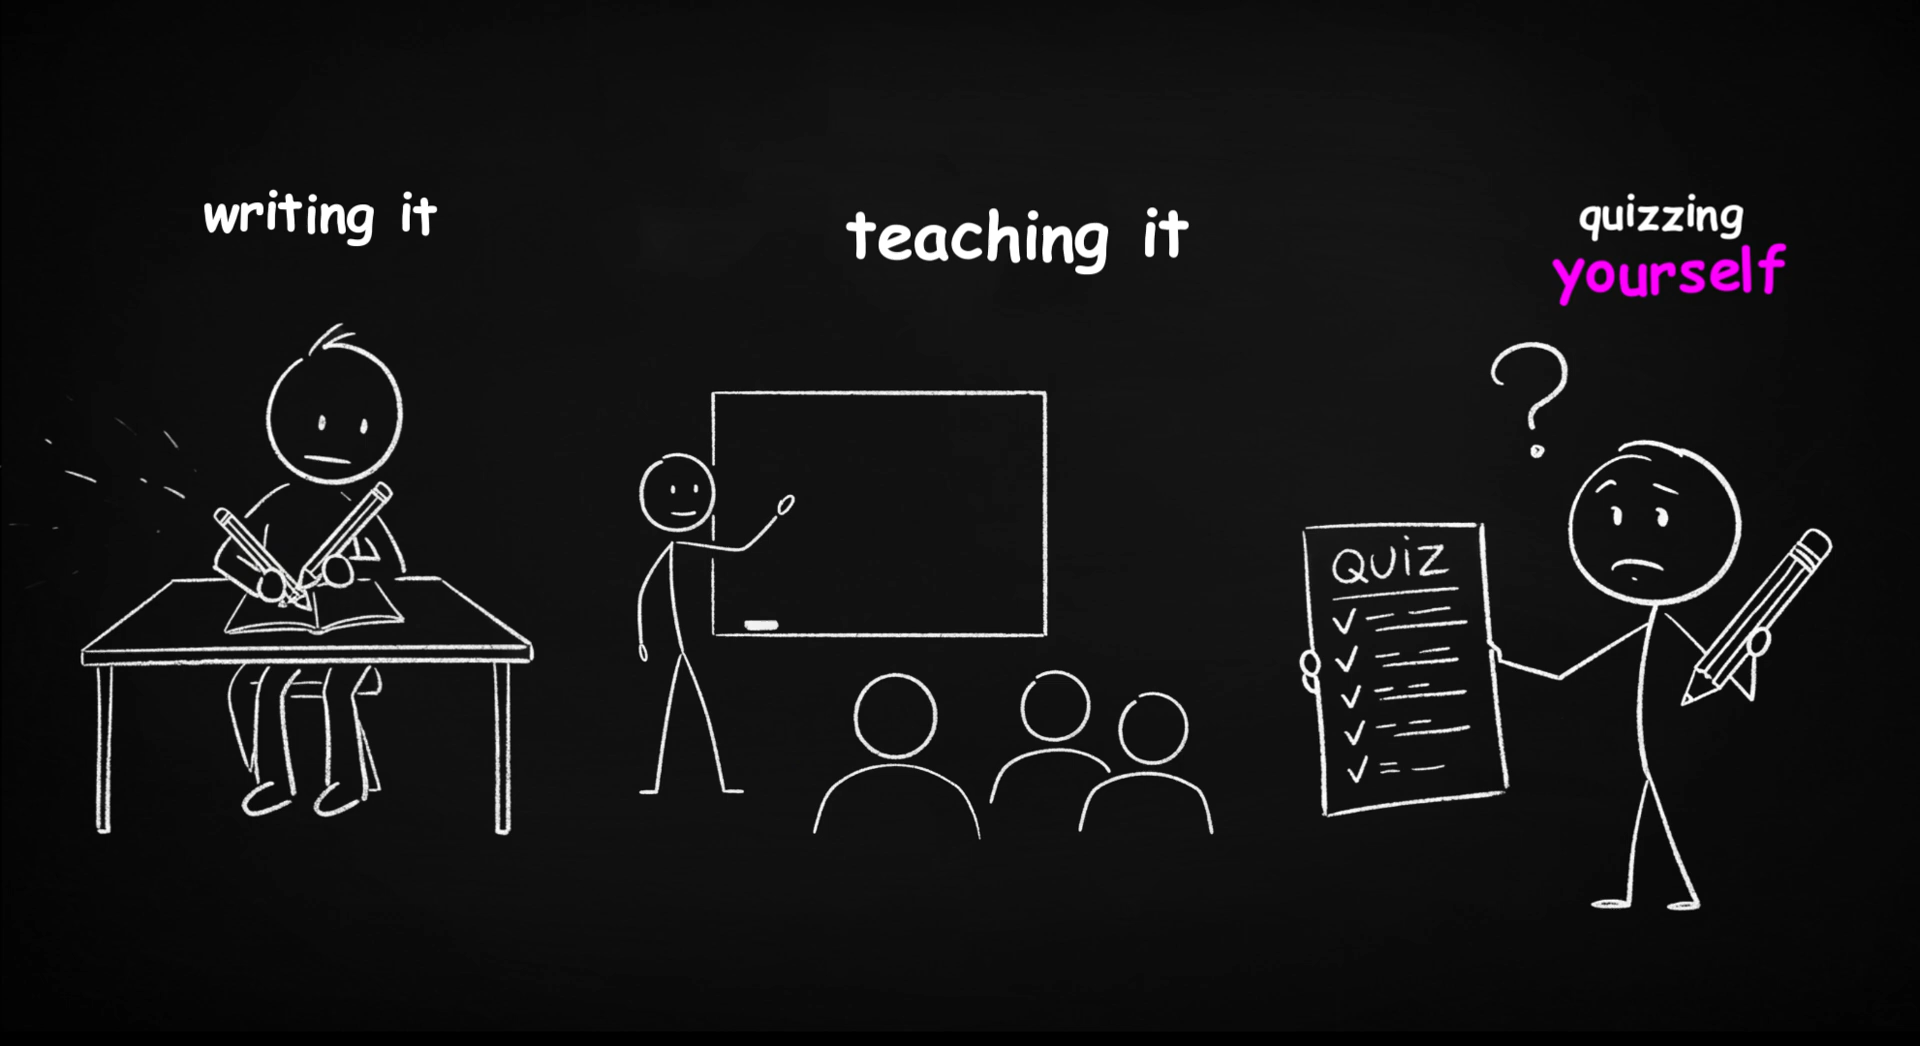 writing it
teaching it
quizzing
yourself
QUiZ